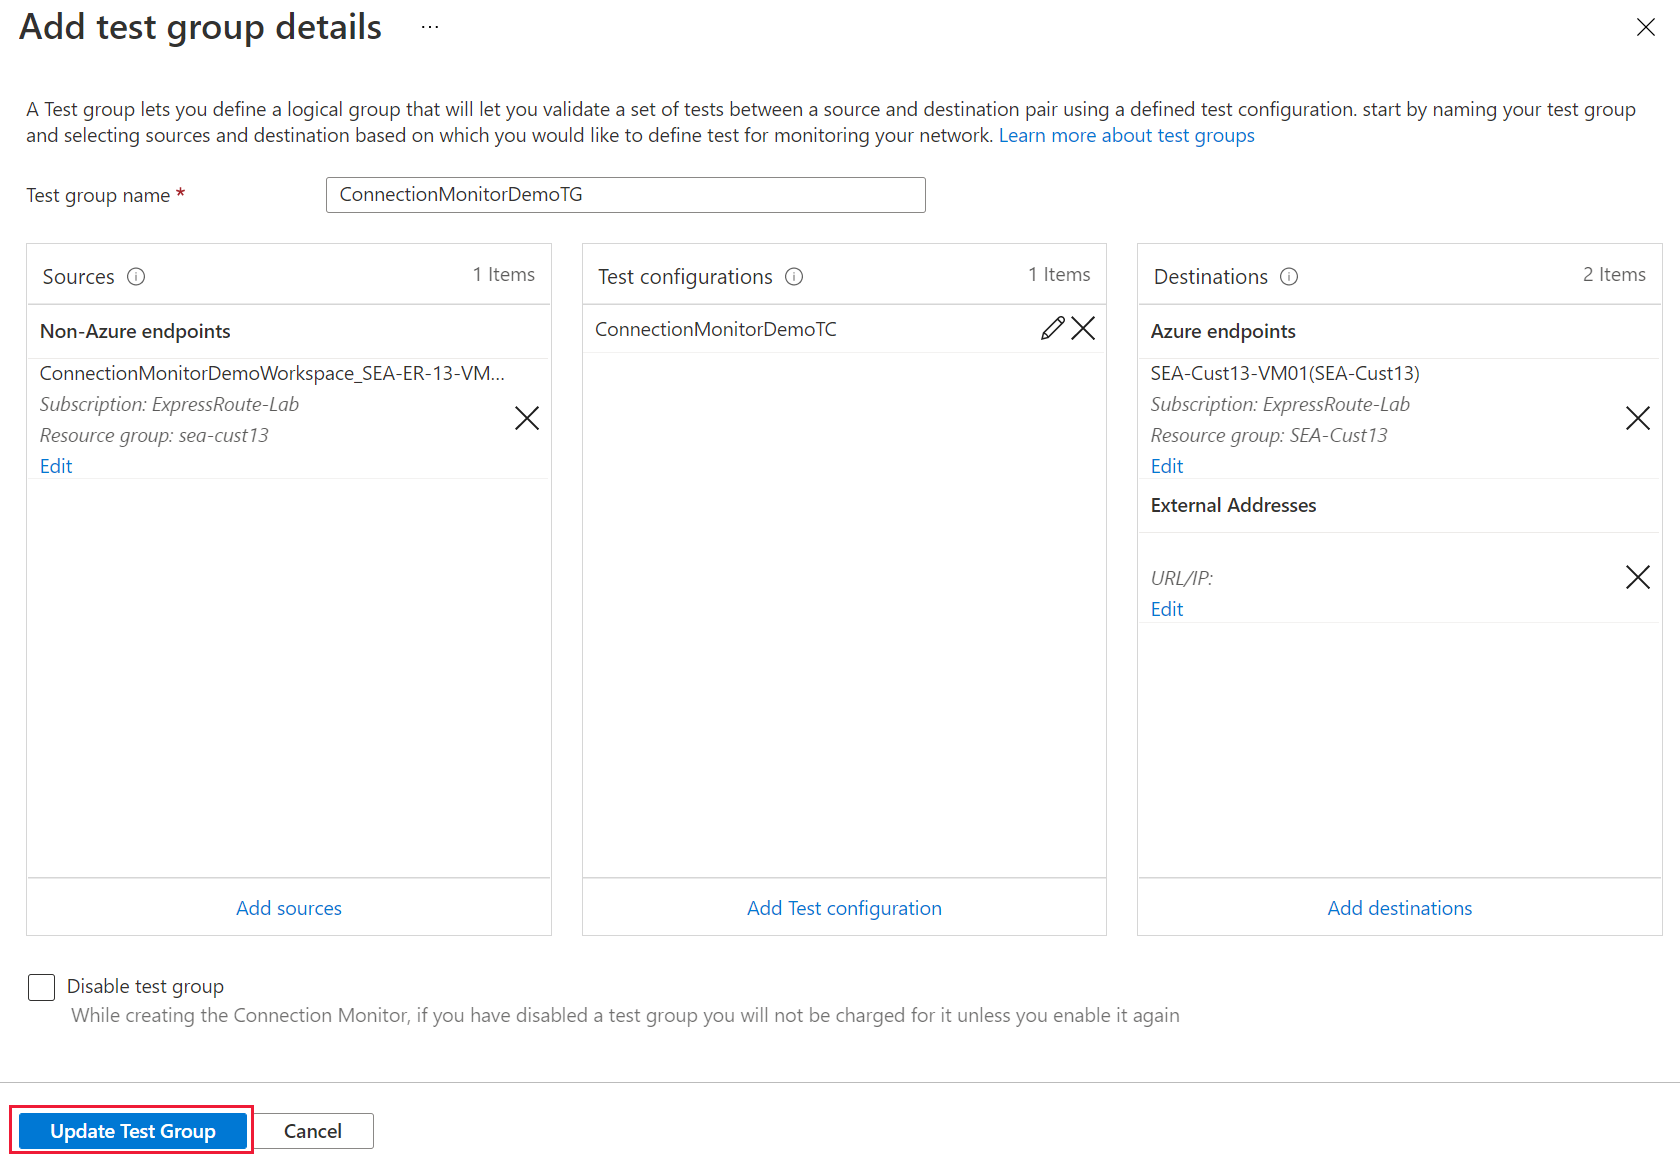 Add test group details ...
A Test group lets you define a logical group that will let you validate a set of tests between a source and destination pair using a defined test configuration. start by naming your test group
and selecting sources and destination based on which you would like to define test for monitoring your network. Learn more about test groups
Test group name *
ConnectionMonitorDemoTG
Sources
1 Items
Non-Azure endpoints
ConnectionMonitorDemoWorkspace_SEA-ER-13-VM...
Subscription: ExpressRoute-Lab
Resource group: sea-cust13
Edit
Add sources
Test configurations
1 Items
ConnectionMonitorDemoTC
Add Test configuration
Destinations
2 Items
Azure endpoints
SEA-Cust13-VM01(SEA-Cust13)
Subscription: ExpressRoute-Lab
Resource group: SEA-Cust13
Edit
External Addresses
URL/IP:
Edit
Add destinations
Disable test group
While creating the Connection Monitor, if you have disabled a test group you will not be charged for it unless you enable it again
Update Test Group
Cancel